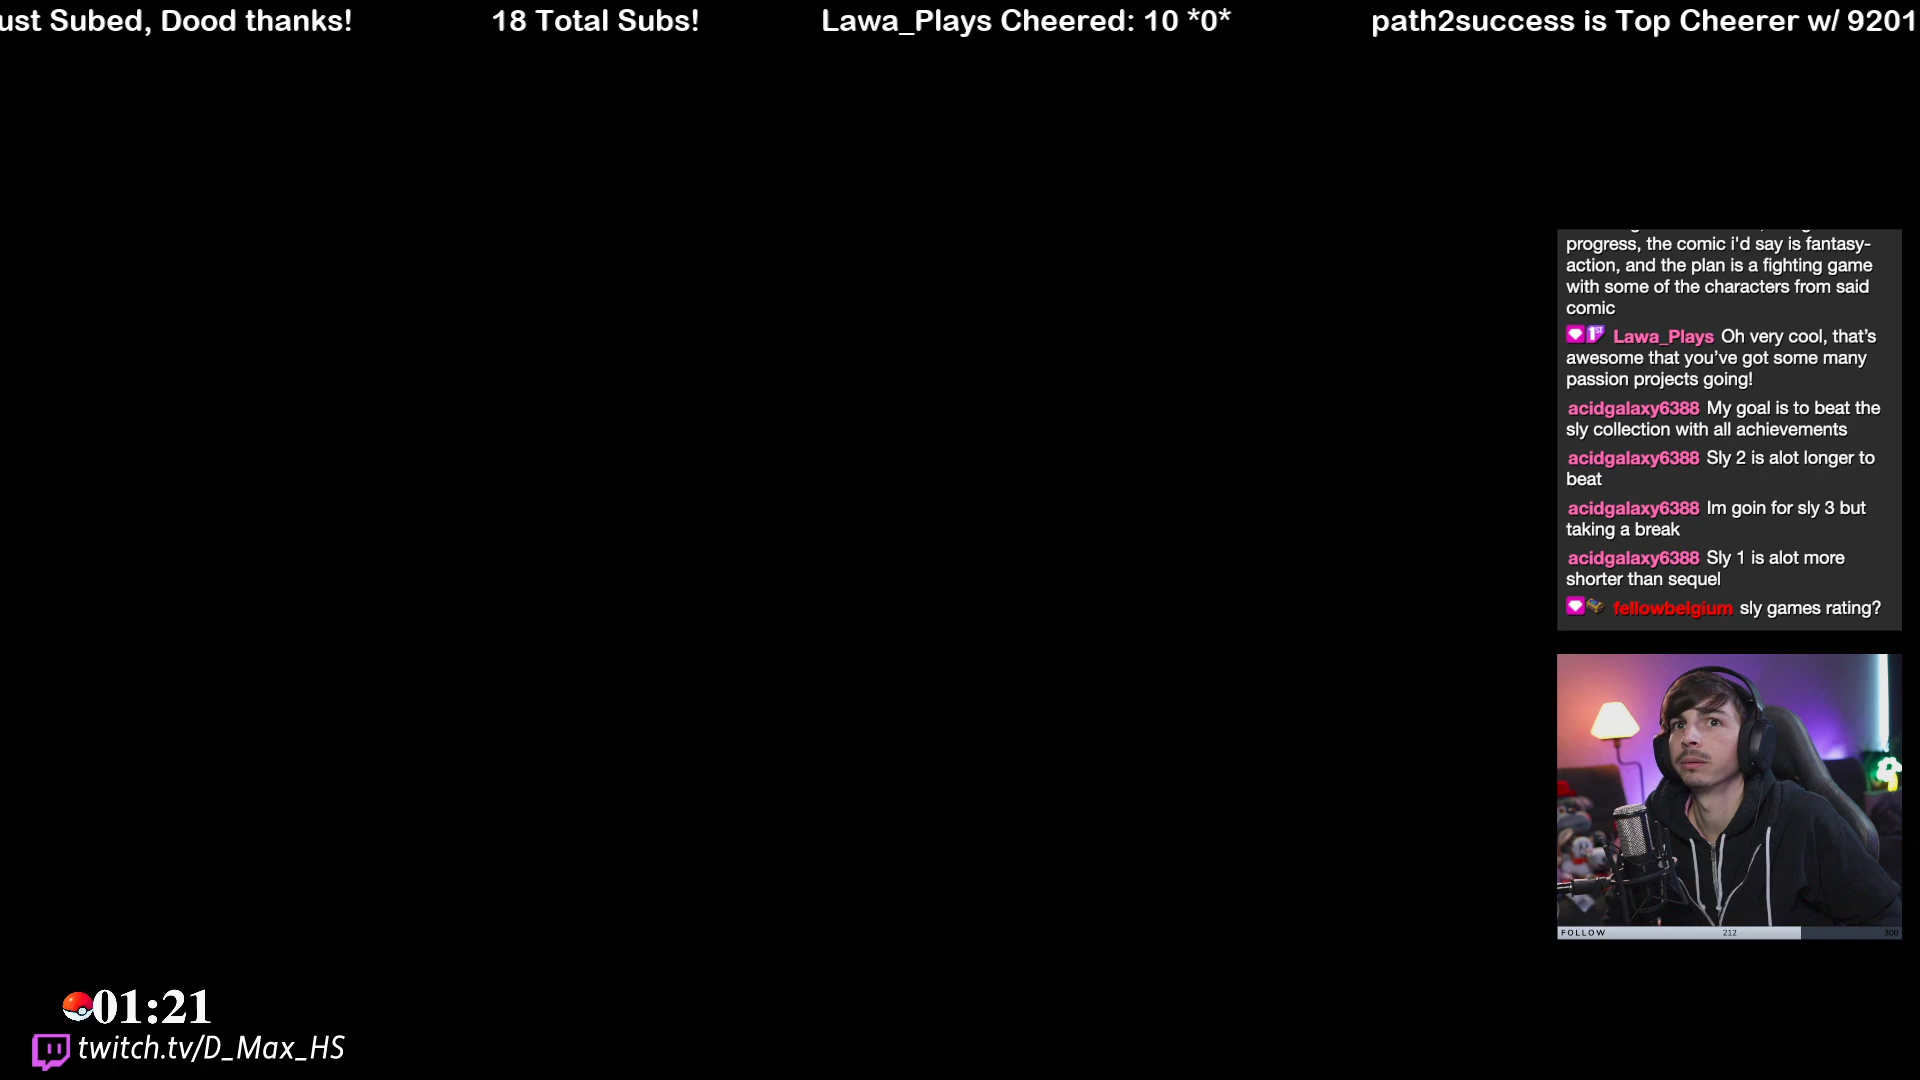 ust Subed, Dood thanks! 18 Total Subs! Lawa_Plays Cheered: 10 *0* path2success is Top Cheerer w/ 9201
progress, the comic i'd say is fantasy-
action, and the plan is a fighting game
with some of the characters from said
comic
1ST Lawa_Plays Oh very cool, that's
awesome that you've got some many
passion projects going!
acidgalaxy6388 My goal is to beat the
sly collection with all achievements
acidgalaxy6388 Sly 2 is alot longer to
beat
acidgalaxy6388 Im goin for sly 3 but
taking a break
acidgalaxy6388 Sly 1 is alot more
shorter than sequel
fellowbelgium sly games rating?
FOLLOW 212 300
01:21
twitch.tv/D_Max_HS